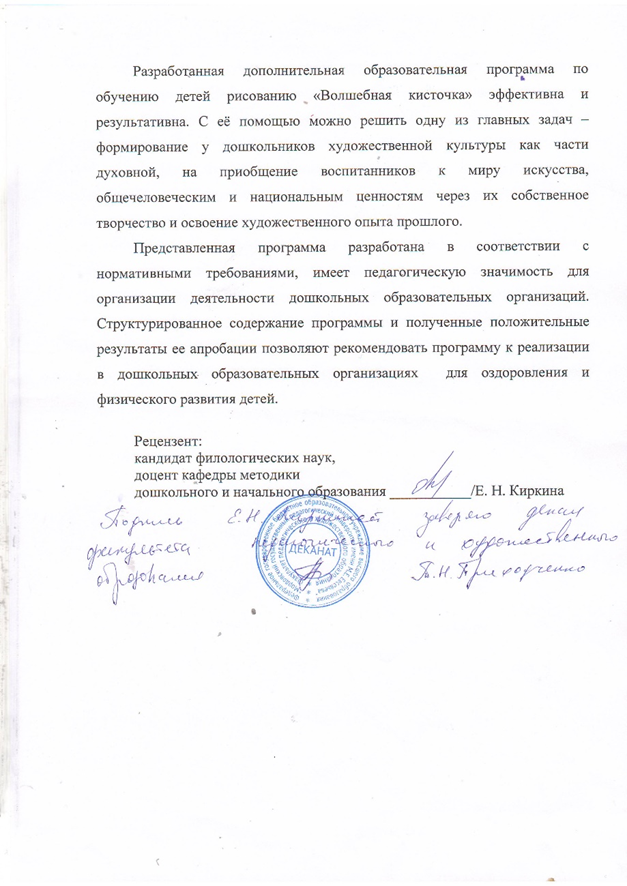 Разработанная дополнительная образовательная программа по
обучению детей рисованию «Волшебная кисточка» эффективна и
результативна. С её помощью можно решить одну из главных задач –
формирование у дошкольников художественной культуры как части
духовной, на приобщение воспитанников к миру искусства,
общечеловеческим и национальным ценностям через их собственное
творчество и освоение художественного опыта прошлого.
Представленная программа разработана в соответствии с
нормативными требованиями, имеет педагогическую значимость для
организации деятельности дошкольных образовательных организаций.
Структурированное содержание программы и полученные положительные
результаты ее апробации позволяют рекомендовать программу к реализации
в дошкольных образовательных организациях для оздоровления и
физического развития детей.
Рецензент:
кандидат филологических наук,
доцент кафедры методики
дошкольного и начального образования ___________/Е. Н. Киркина
Подпись Е.Н. заверяю декан
факультета и художественного
образования
ДЕКАНАТ